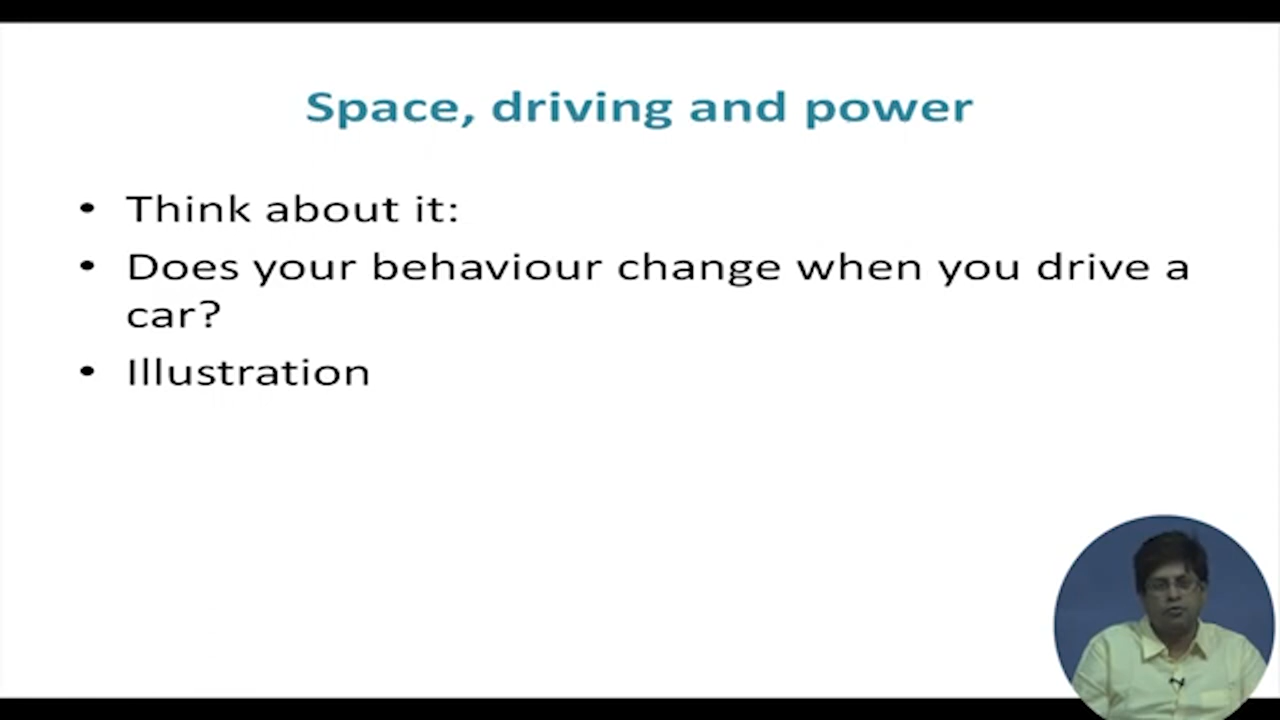 Space, driving and power
• Think about it:
• Does your behaviour change when you drive a
car?
• Illustration